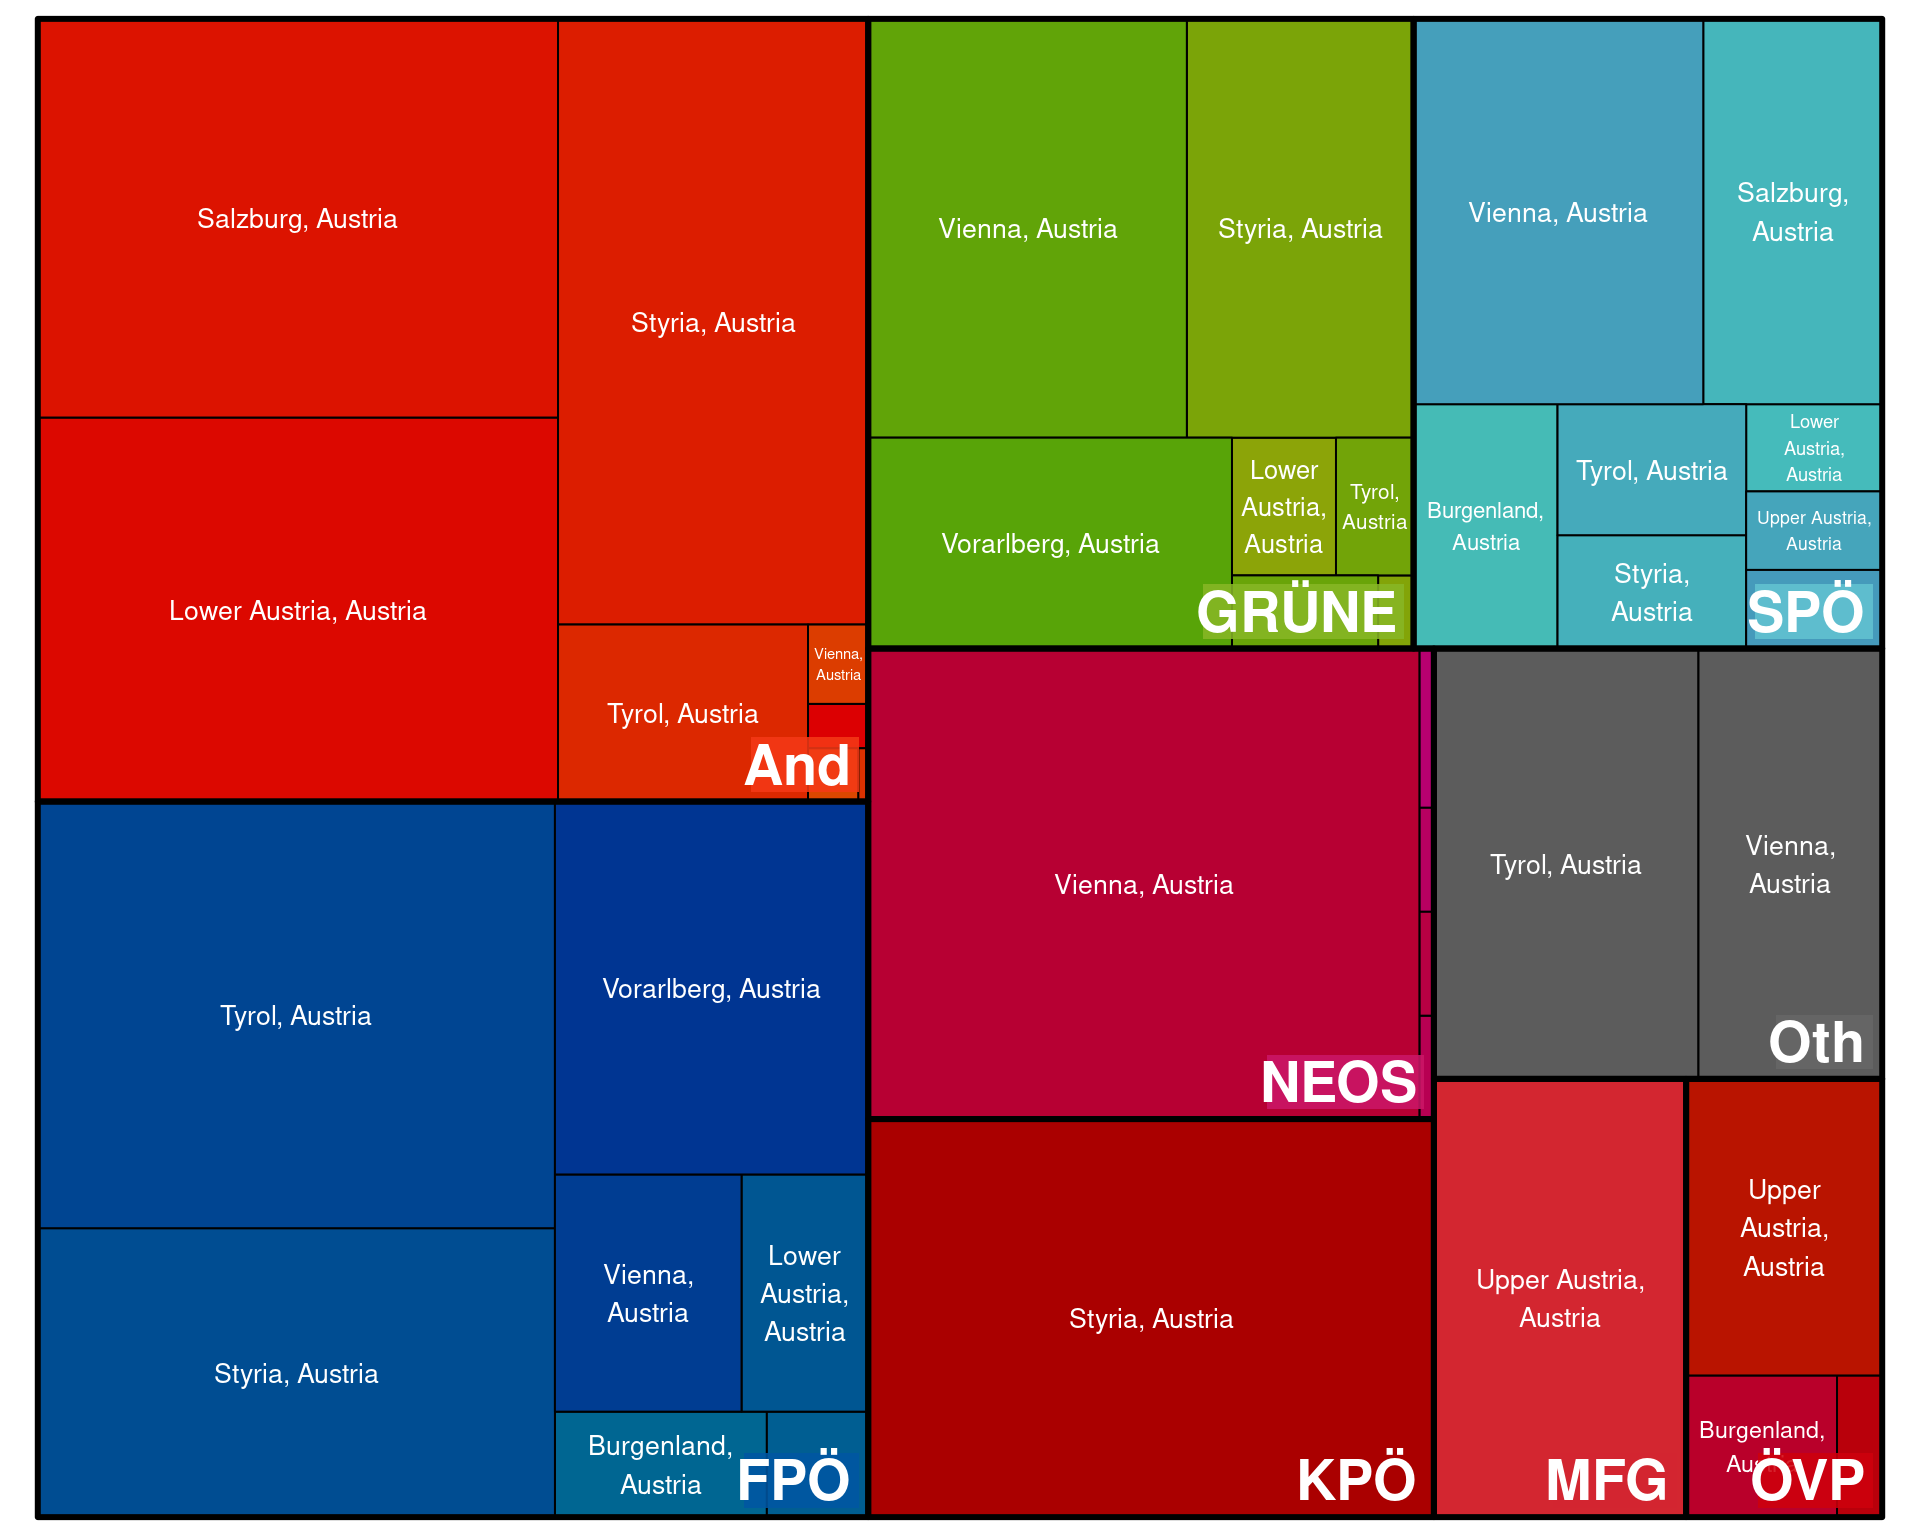 Salzburg, Austria
Styria, Austria
Lower Austria, Austria
Tyrol, Austria
Vienna,
Austria
And
Vienna, Austria
Styria, Austria
Vorarlberg, Austria
Lower
Austria,
Austria
Tyrol,
Austria
GRÜNE
Vienna, Austria
Salzburg,
Austria
Burgenland,
Austria
Tyrol, Austria
Styria,
Austria
Lower
Austria,
Austria
Upper Austria,
Austria
SPÖ
Tyrol, Austria
Vorarlberg, Austria
Styria, Austria
Vienna,
Austria
Lower
Austria,
Austria
Burgenland,
Austria
FPÖ
Vienna, Austria
NEOS
Tyrol, Austria
Vienna,
Austria
Oth
Styria, Austria
KPÖ
Upper Austria,
Austria
MFG
Upper
Austria,
Austria
Burgenland,
ÖVP